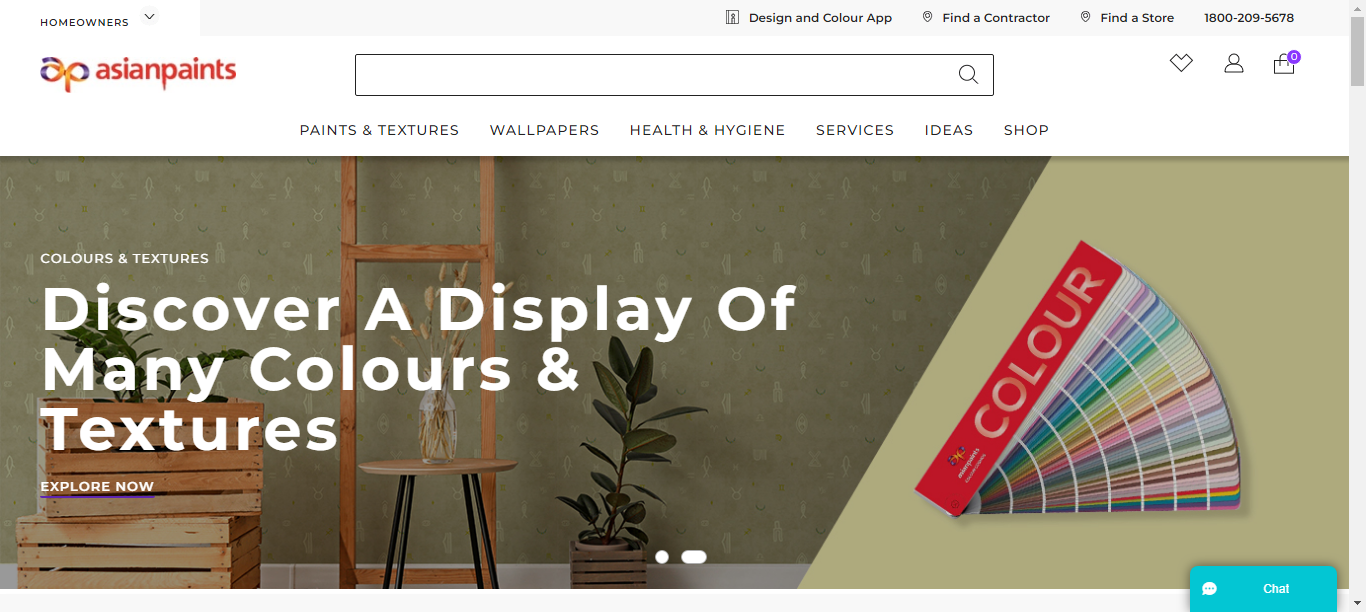 HOMEOWNERS
Design and Colour App
Find a Contractor
Find a Store
1800-209-5678
asianpaints
0
PAINTS & TEXTURES
WALLPAPERS
HEALTH & HYGIENE
SERVICES
IDEAS
SHOP
COLOURS & TEXTURES
Discover A Display Of
Many Colours &
Textures
EXPLORE NOW
COLOUR
asianpaints
Chat